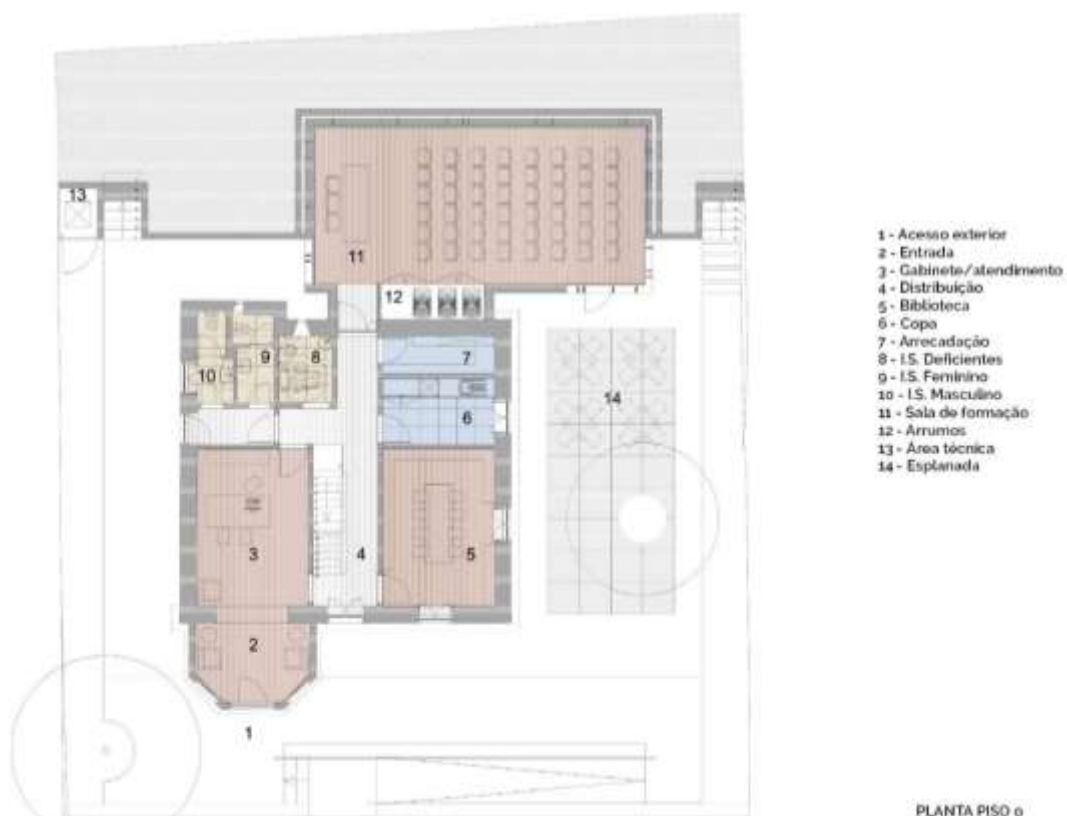 13
11
12
10
9
8
7
6
14
3
4
5
2
1
1 - Acesso exterior
2 - Entrada
3 - Gabinete/atendimento
4 - Distribuição
5 - Biblioteca
6 - Copa
7 - Arrecadação
8 - I.S. Deficientes
9 - I.S. Feminino
10 - I.S. Masculino
11 - Sala de formação
12 - Arrumos
13 - Área técnica
14 - Esplanada
PLANTA PISO 0